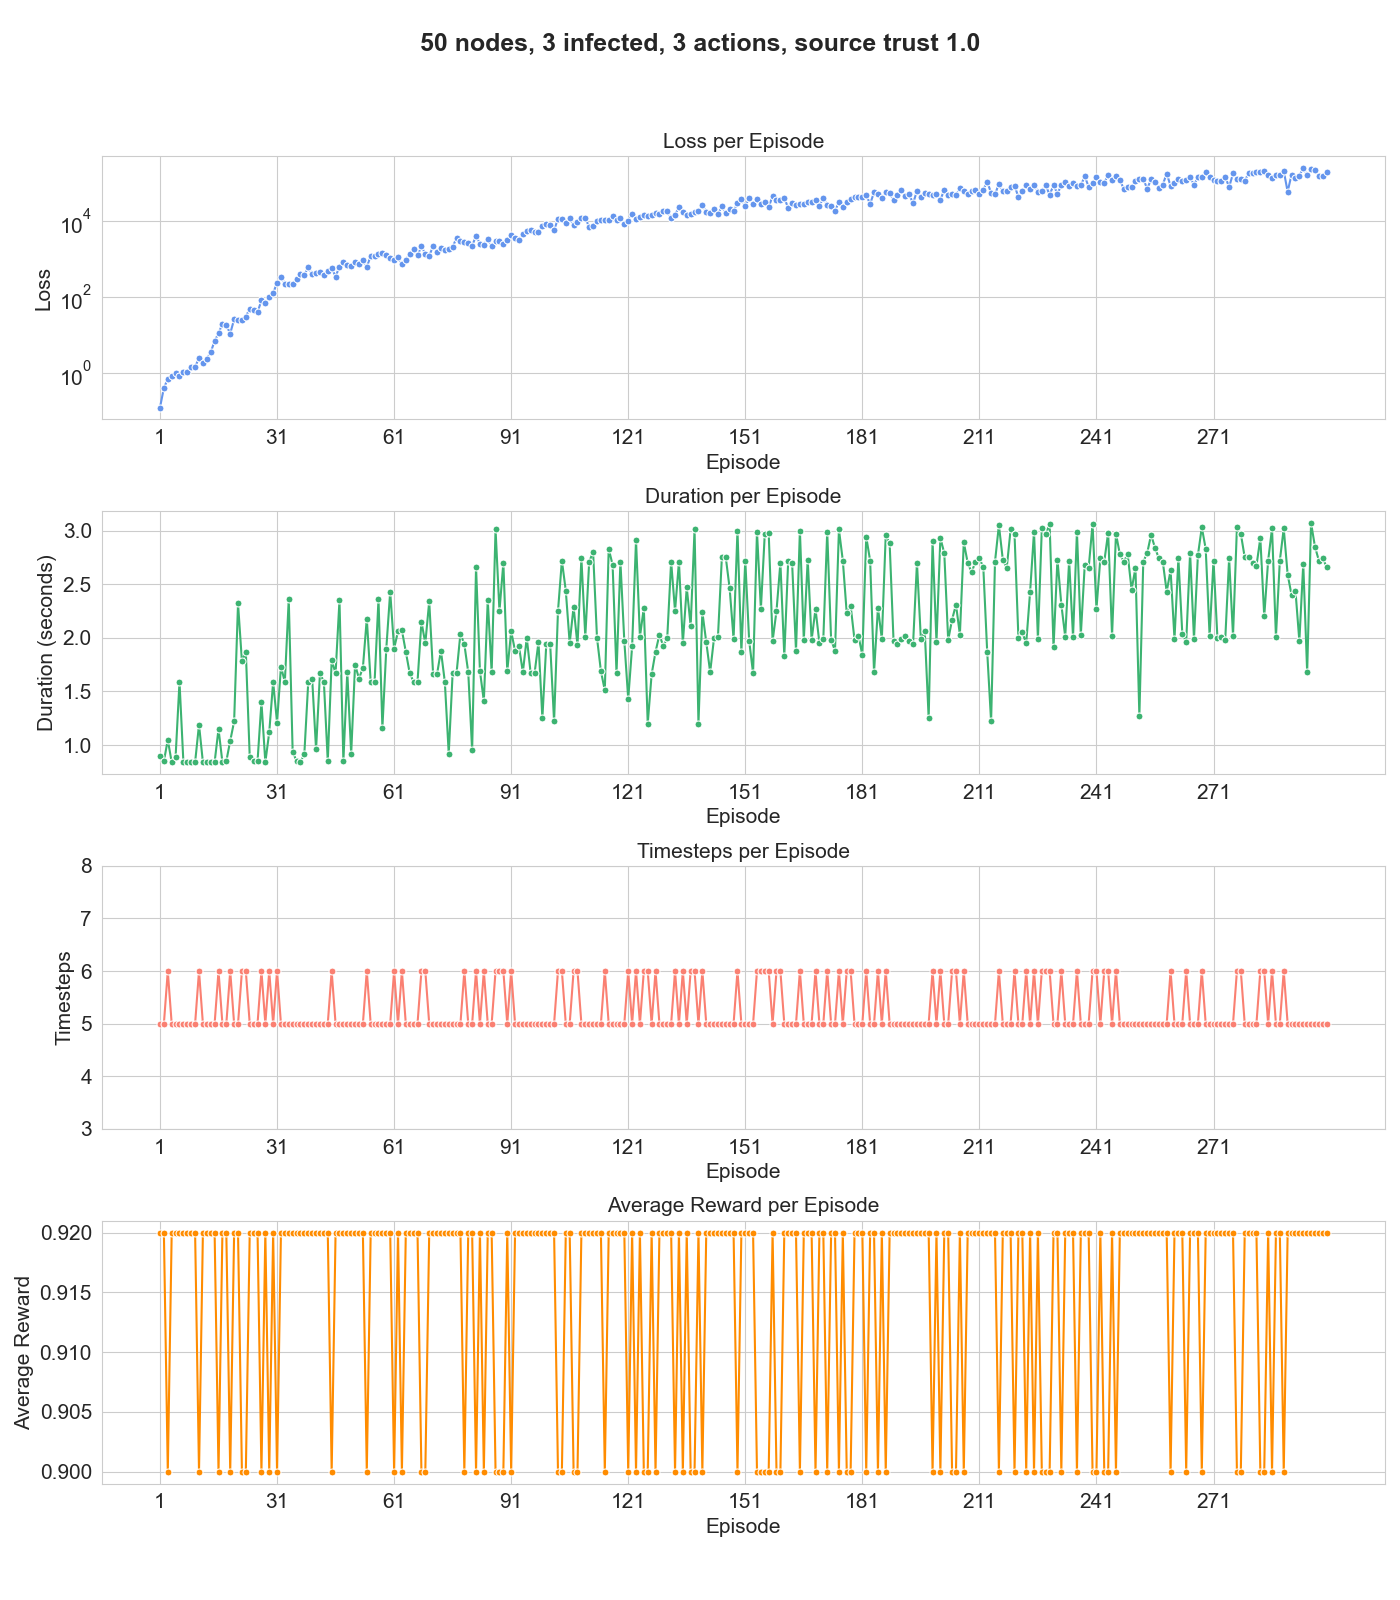 50 nodes, 3 infected, 3 actions, source trust 1.0
Loss per Episode
10^4
10^2
10^0
Loss
1 31 61 91 121 151 181 211 241 271
Episode
Duration per Episode
3.0
2.5
2.0
1.5
1.0
Duration (seconds)
1 31 61 91 121 151 181 211 241 271
Episode
Timesteps per Episode
8
7
6
5
4
3
Timesteps
1 31 61 91 121 151 181 211 241 271
Episode
Average Reward per Episode
0.920
0.915
0.910
0.905
0.900
Average Reward
1 31 61 91 121 151 181 211 241 271
Episode